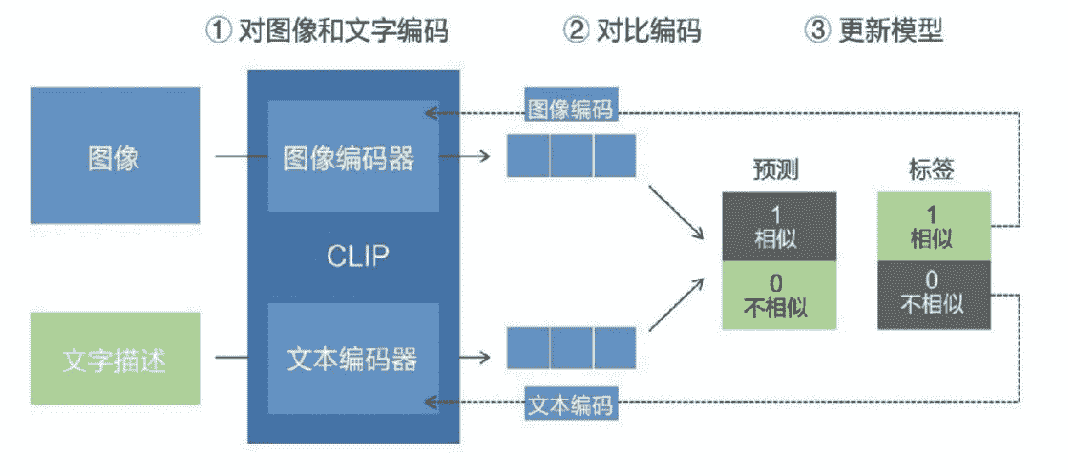 ① 对图像和文字编码
② 对比编码
③ 更新模型
图像
图像编码器
CLIP
文字描述
文本编码器
图像编码
文本编码
预测
1
相似
0
不相似
标签
1
相似
0
不相似